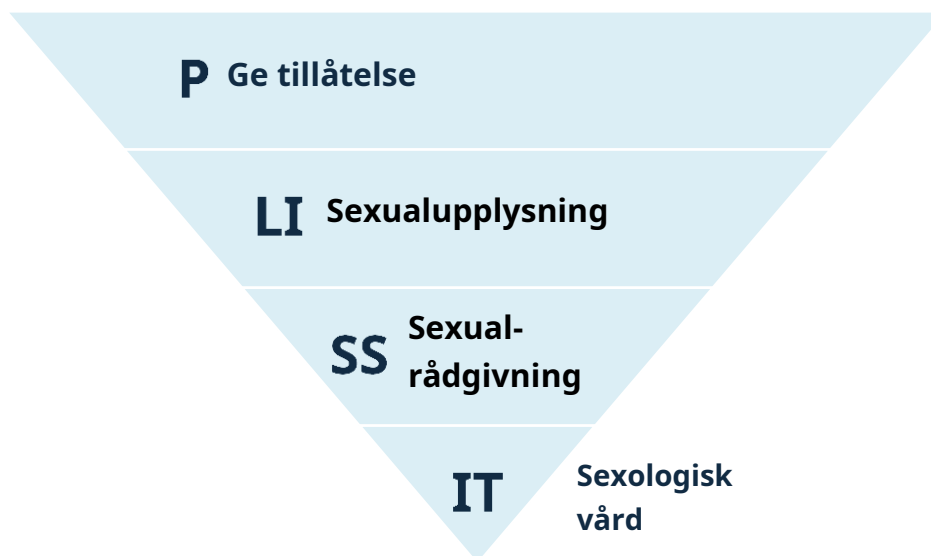 P Ge tillåtelse
LI Sexualupplysning
SS Sexual-
rådgivning
IT Sexologisk
vård